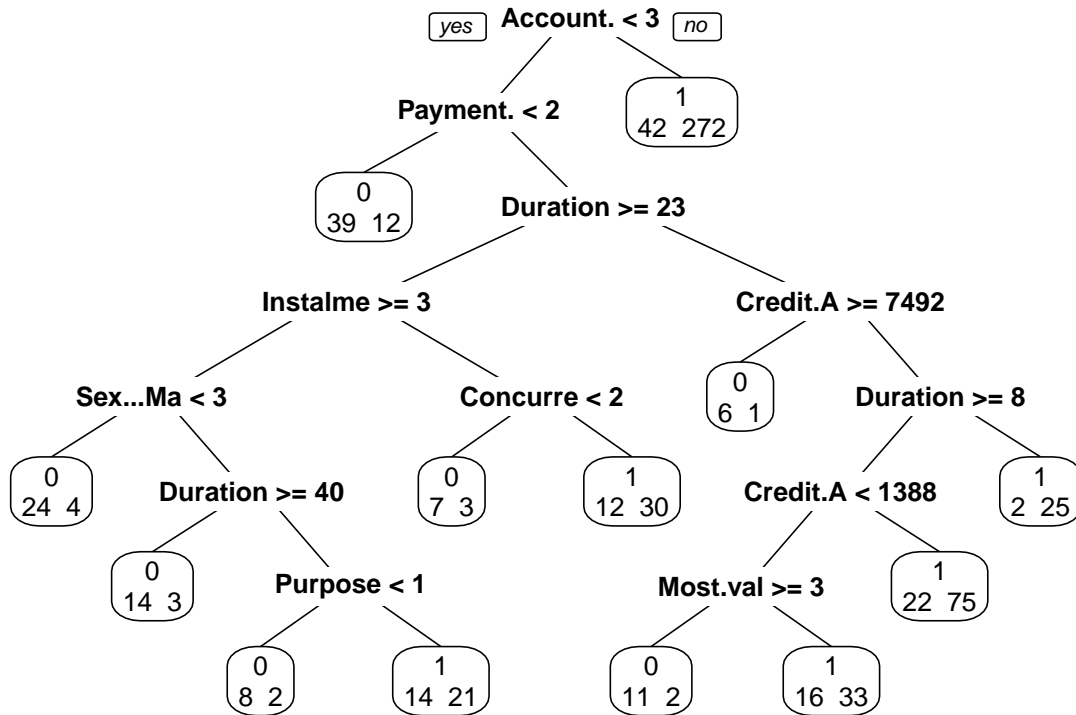 yes Account. < 3 no
Payment. < 2
1
42 272
0
39 12
Duration >= 23
Instalme >= 3
Credit.A >= 7492
Sex...Ma < 3
Concurre < 2
0
6 1
Duration >= 8
0
24 4
Duration >= 40
0
7 3
1
12 30
Credit.A < 1388
1
2 25
0
14 3
Purpose < 1
Most.val >= 3
1
22 75
0
8 2
1
14 21
0
11 2
1
16 33